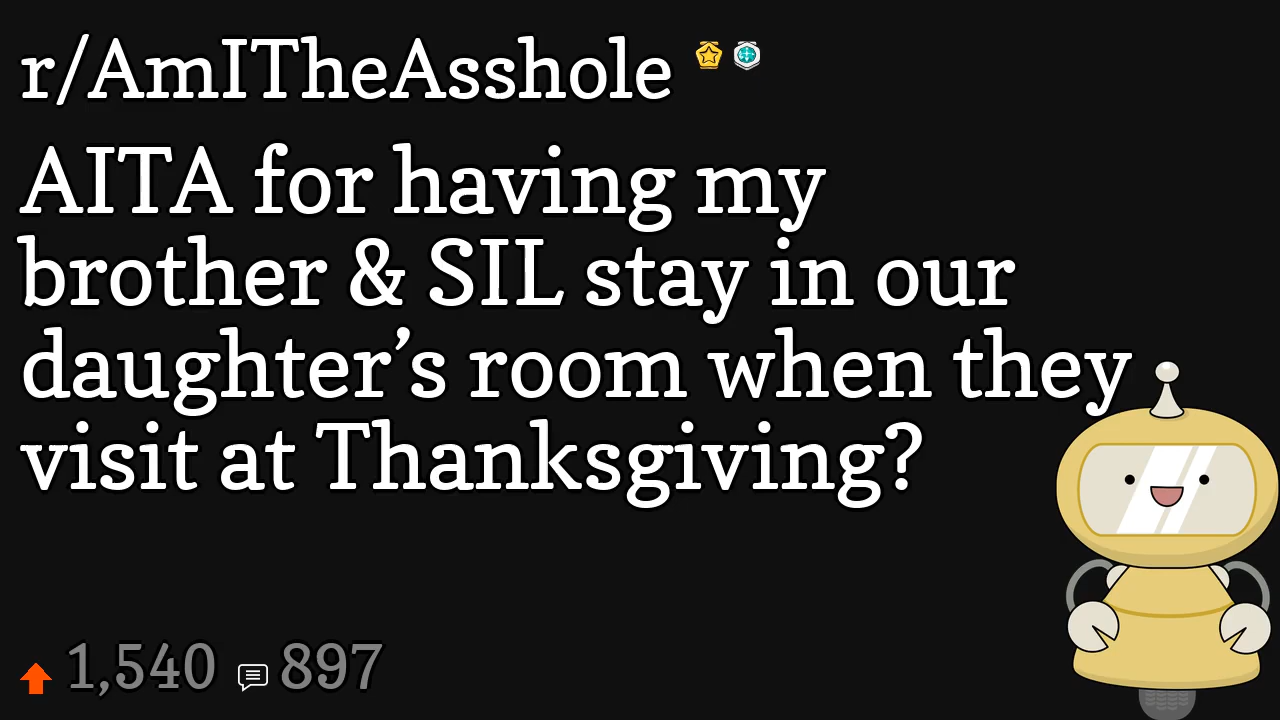 r/AmITheAsshole
AITA for having my
brother & SIL stay in our
daughter’s room when they
visit at Thanksgiving?
1,540 897